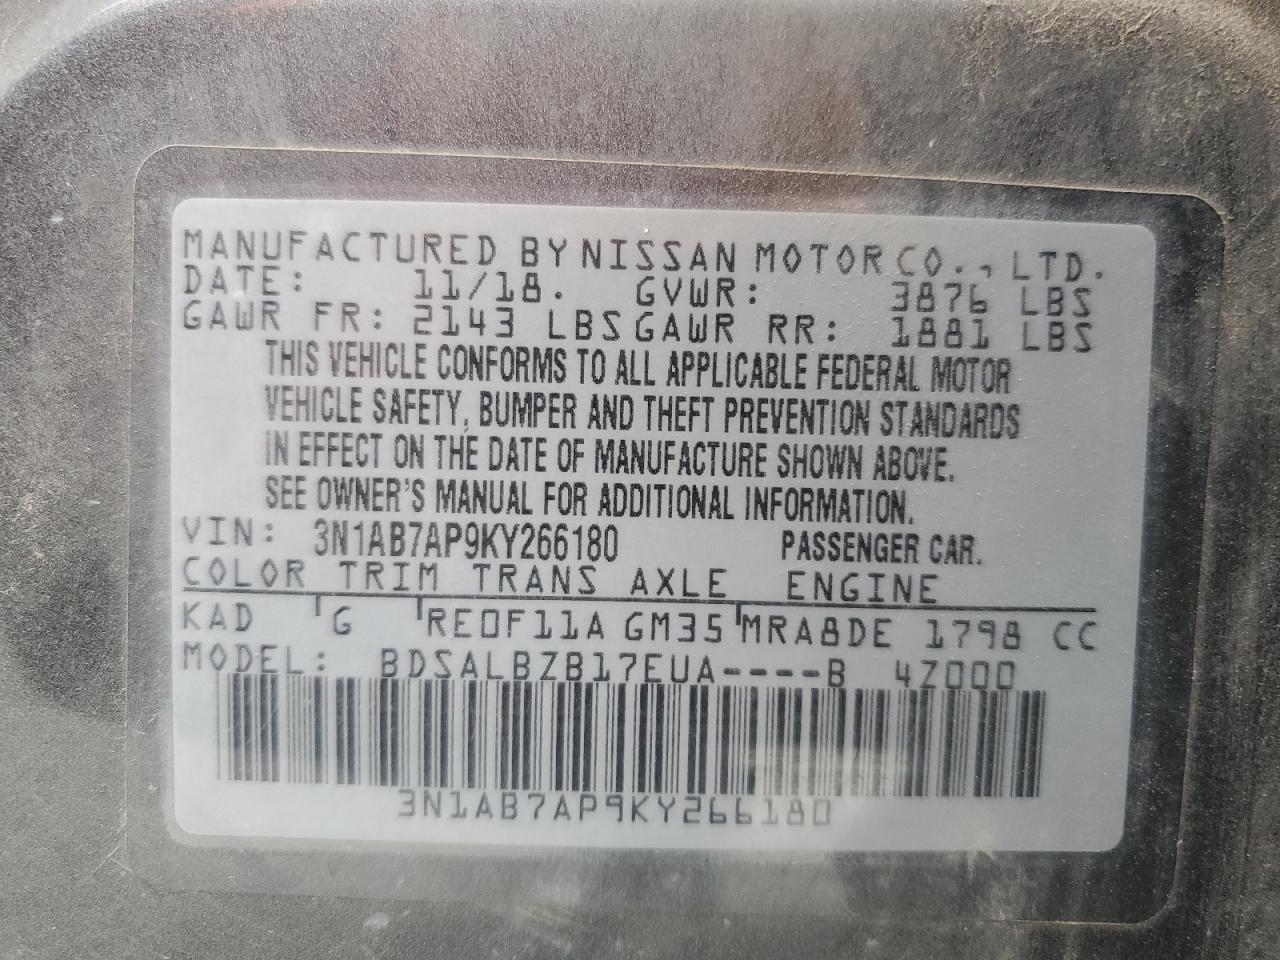 MANUFACTURED BY NISSAN MOTOR CO., LTD.
DATE: 11/18. GVWR: 3876 LBS
GAWR FR: 2143 LBS GAWR RR: 1881 LBS
THIS VEHICLE CONFORMS TO ALL APPLICABLE FEDERAL MOTOR
VEHICLE SAFETY, BUMPER AND THEFT PREVENTION STANDARDS
IN EFFECT ON THE DATE OF MANUFACTURE SHOWN ABOVE.
SEE OWNER'S MANUAL FOR ADDITIONAL INFORMATION.
VIN: 3N1AB7AP9KY266180 PASSENGER CAR.
COLOR TRIM TRANS AXLE ENGINE
KAD G RE0F11A GM35 MRA8DE 1798 CC
MODEL: BDSALBZB17EUA----B 4Z000
3N1AB7AP9KY266180